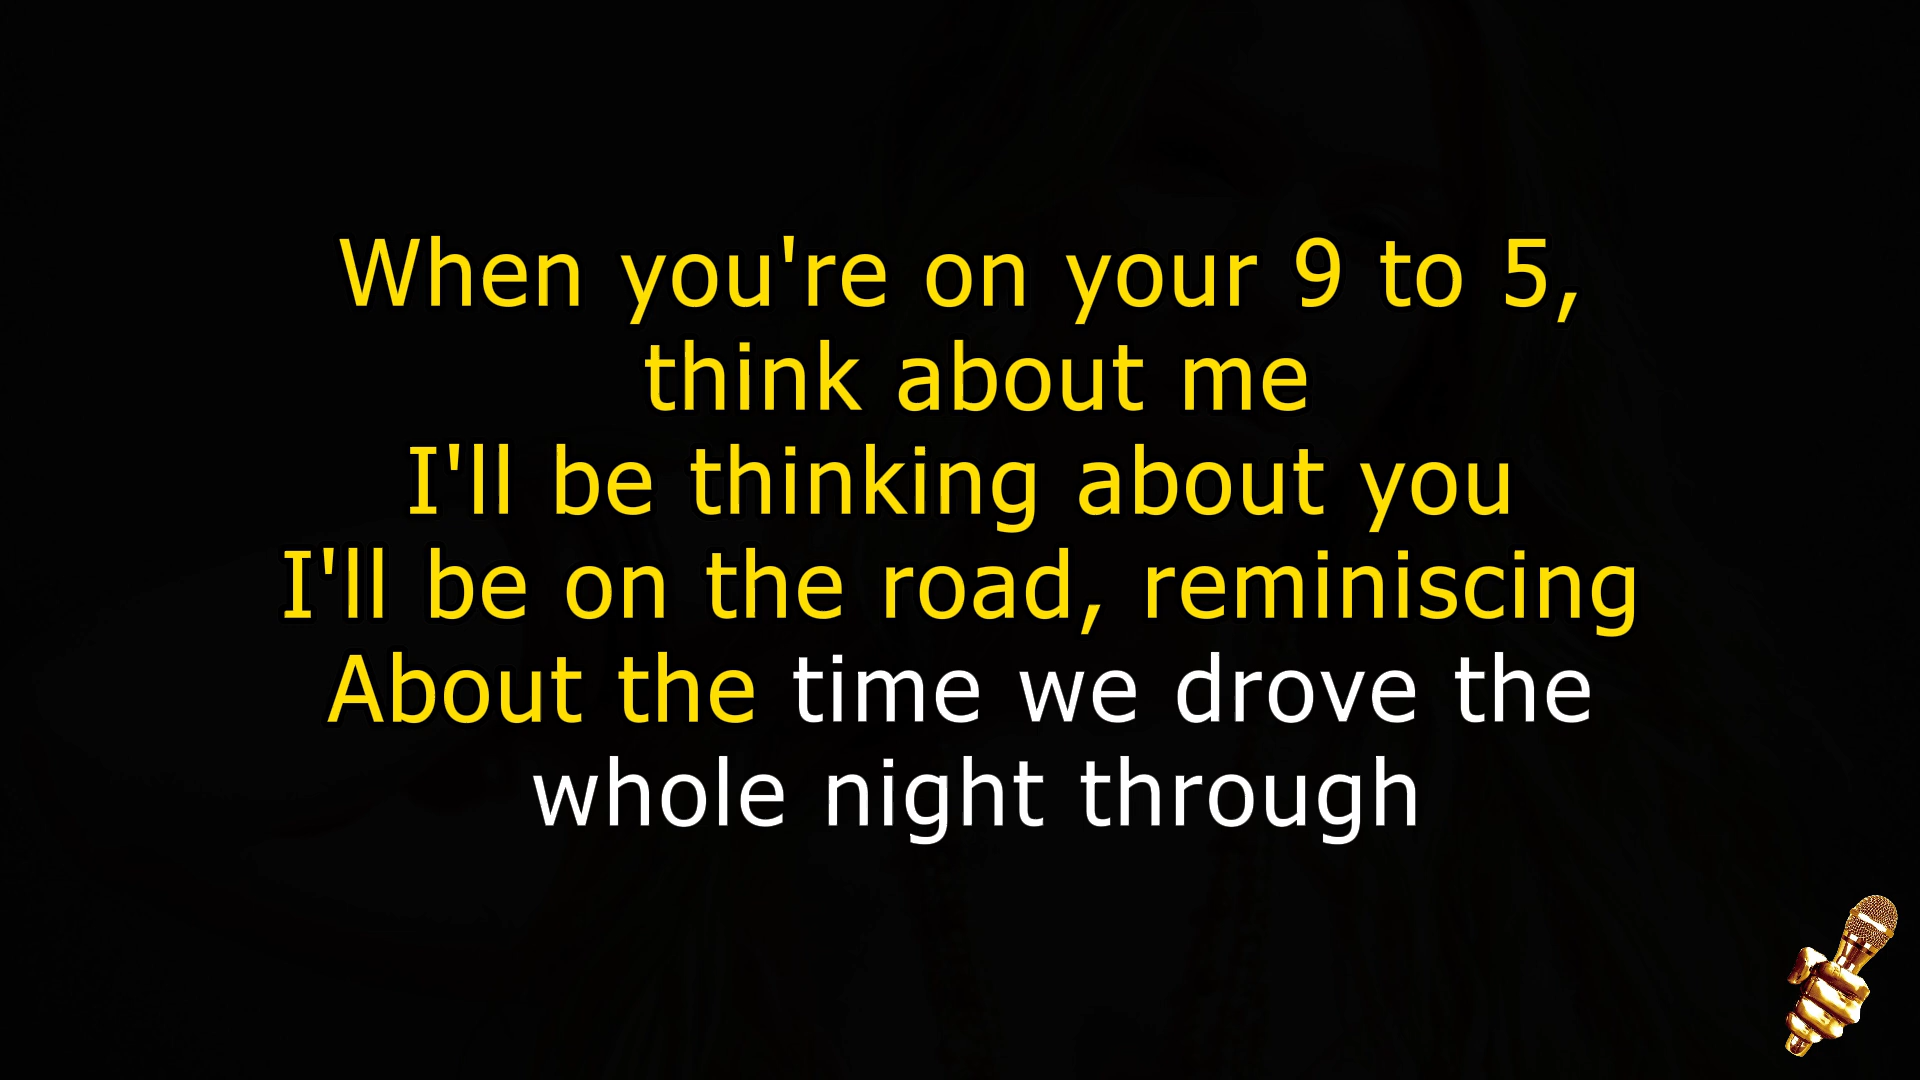 When you're on your 9 to 5,
think about me
I'll be thinking about you
I'll be on the road, reminiscing
About the time we drove the
whole night through